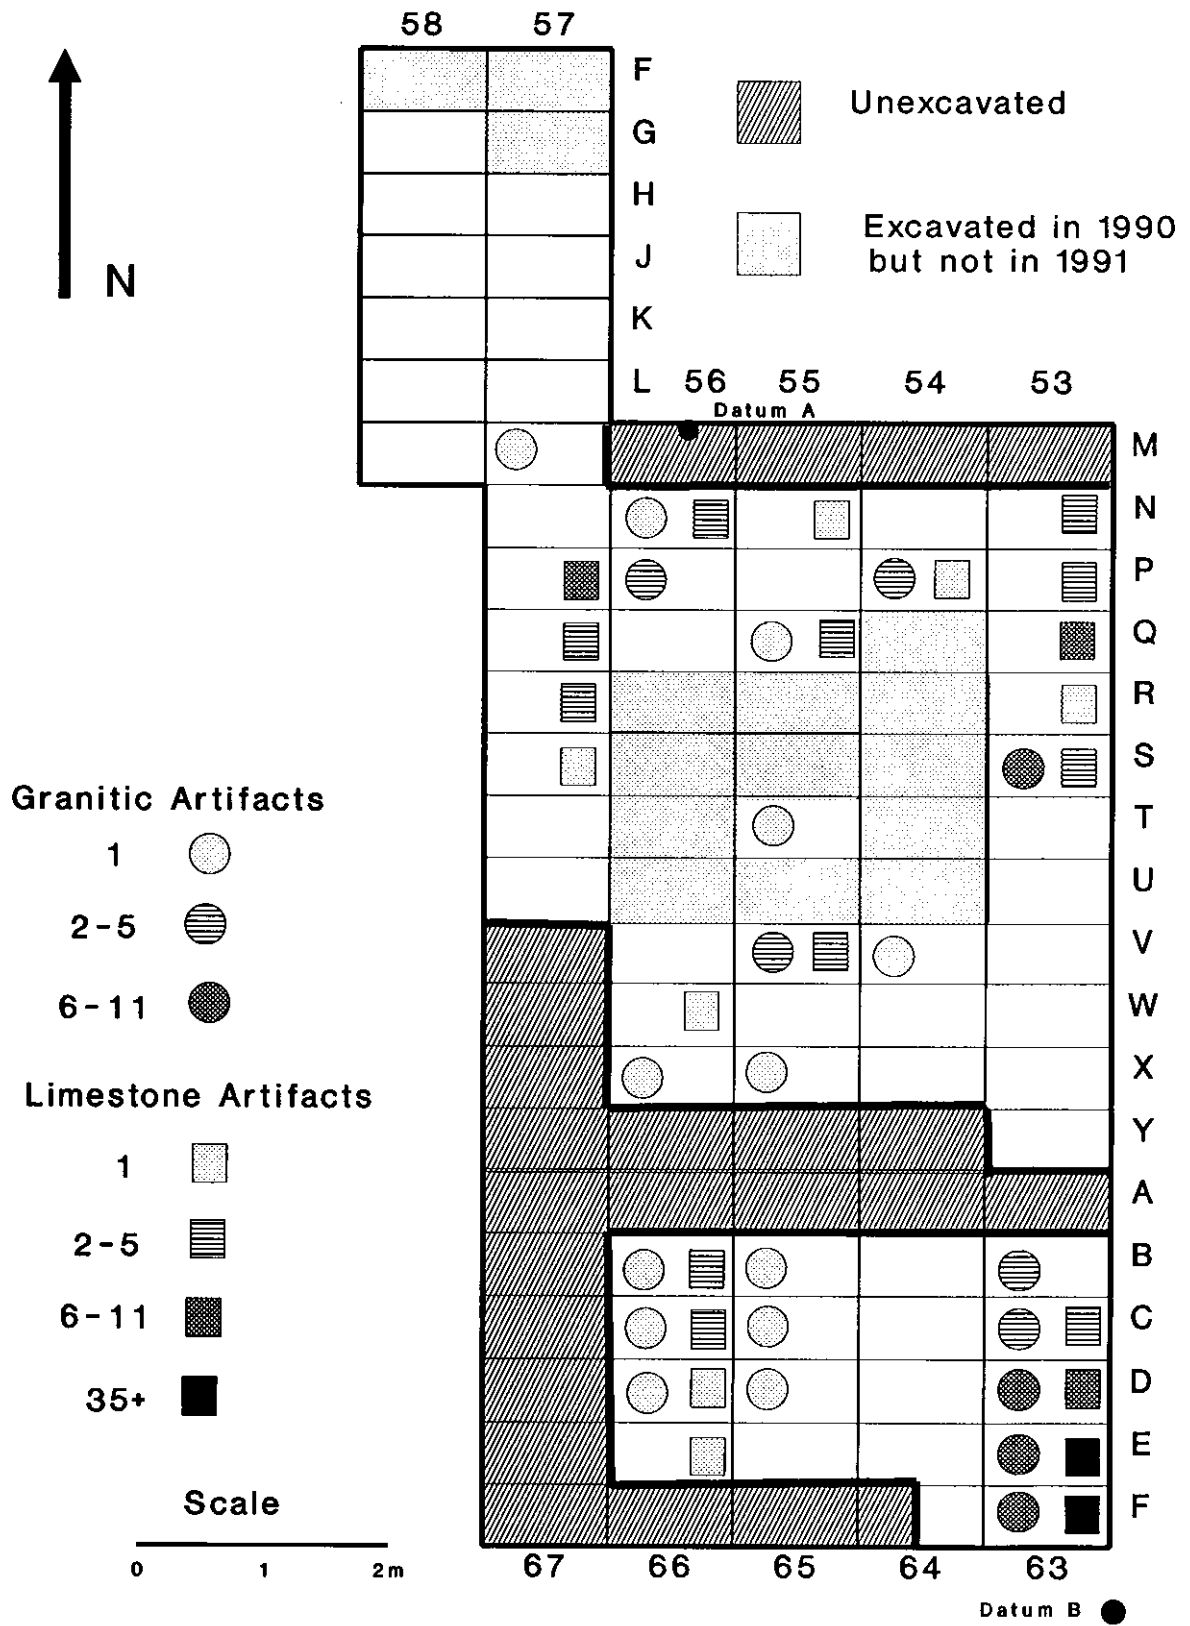 58 57
F
Unexcavated
G
H
Excavated in 1990
but not in 1991
J
N
K
L 56 55 54 53
Datum A
M
N
P
Q
R
S
Granitic Artifacts
T
1
U
2-5
V
6-11
W
X
Limestone Artifacts
Y
1
A
2-5
B
6-11
C
35+
D
E
Scale
F
0 1 2m
67 66 65 64 63
Datum B